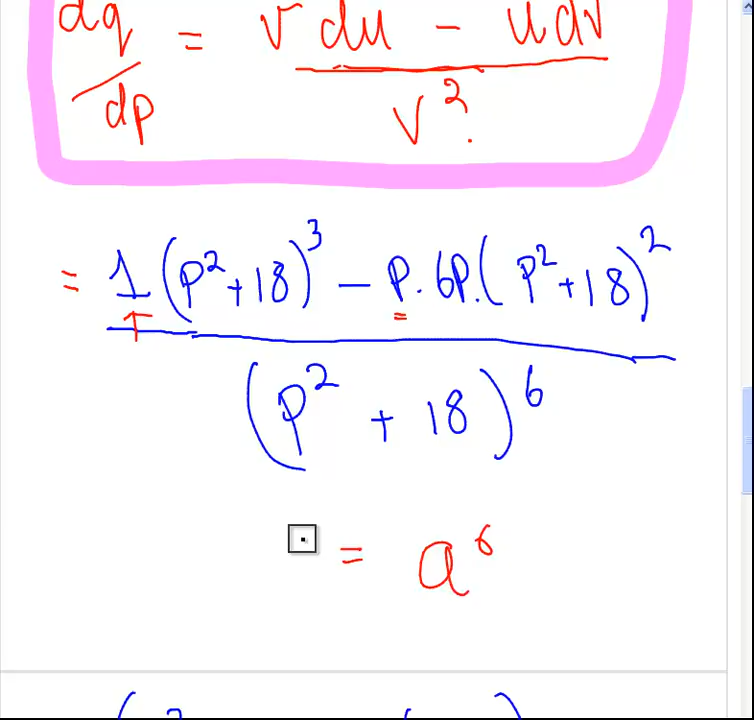 dq/dp = (v du - u dv)/v².
= 1(p²+18)³ - p.6p.(p²+18)²
(p² + 18)⁶
= a⁶